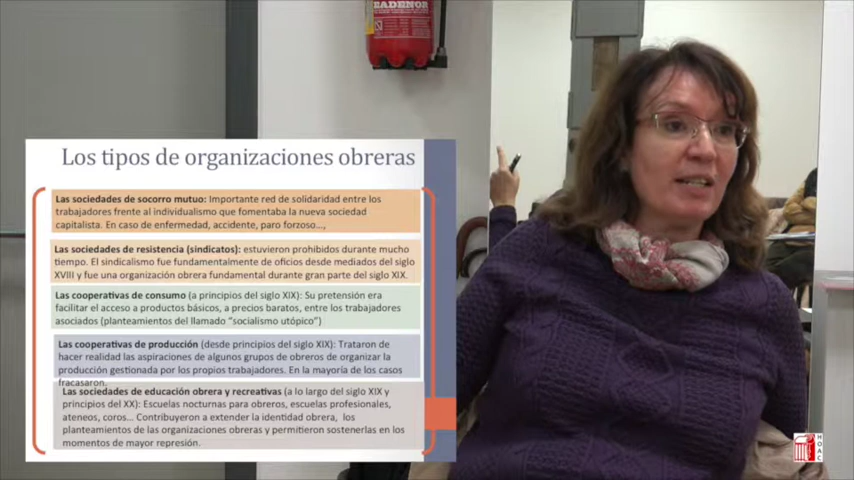 EADENOR
Los tipos de organizaciones obreras
Las sociedades de socorro mutuo: Importante red de solidaridad entre los
trabajadores frente al individualismo que fomentaba la nueva sociedad
capitalista. En caso de enfermedad, accidente, paro forzoso...,
Las sociedades de resistencia (sindicatos): estuvieron prohibidos durante mucho
tiempo. El sindicalismo fue fundamentalmente de oficios desde mediados del siglo
XVIII y fue una organización obrera fundamental durante gran parte del siglo XIX.
Las cooperativas de consumo (a principios del siglo XIX): Su pretensión era
facilitar el acceso a productos básicos, a precios baratos, entre los trabajadores
asociados (planteamientos del llamado “socialismo utópico”)
Las cooperativas de producción (desde principios del siglo XIX): Trataron de
hacer realidad las aspiraciones de algunos grupos de obreros de organizar la
producción gestionada por los propios trabajadores. En la mayoría de los casos
fracasaron.
Las sociedades de educación obrera y recreativas (a lo largo del siglo XIX y
principios del XX): Escuelas nocturnas para obreros, escuelas profesionales,
ateneos, coros... Contribuyeron a extender la identidad obrera, los
planteamientos de las organizaciones obreras y permitieron sostenerlas en los
momentos de mayor represión.
HOAC